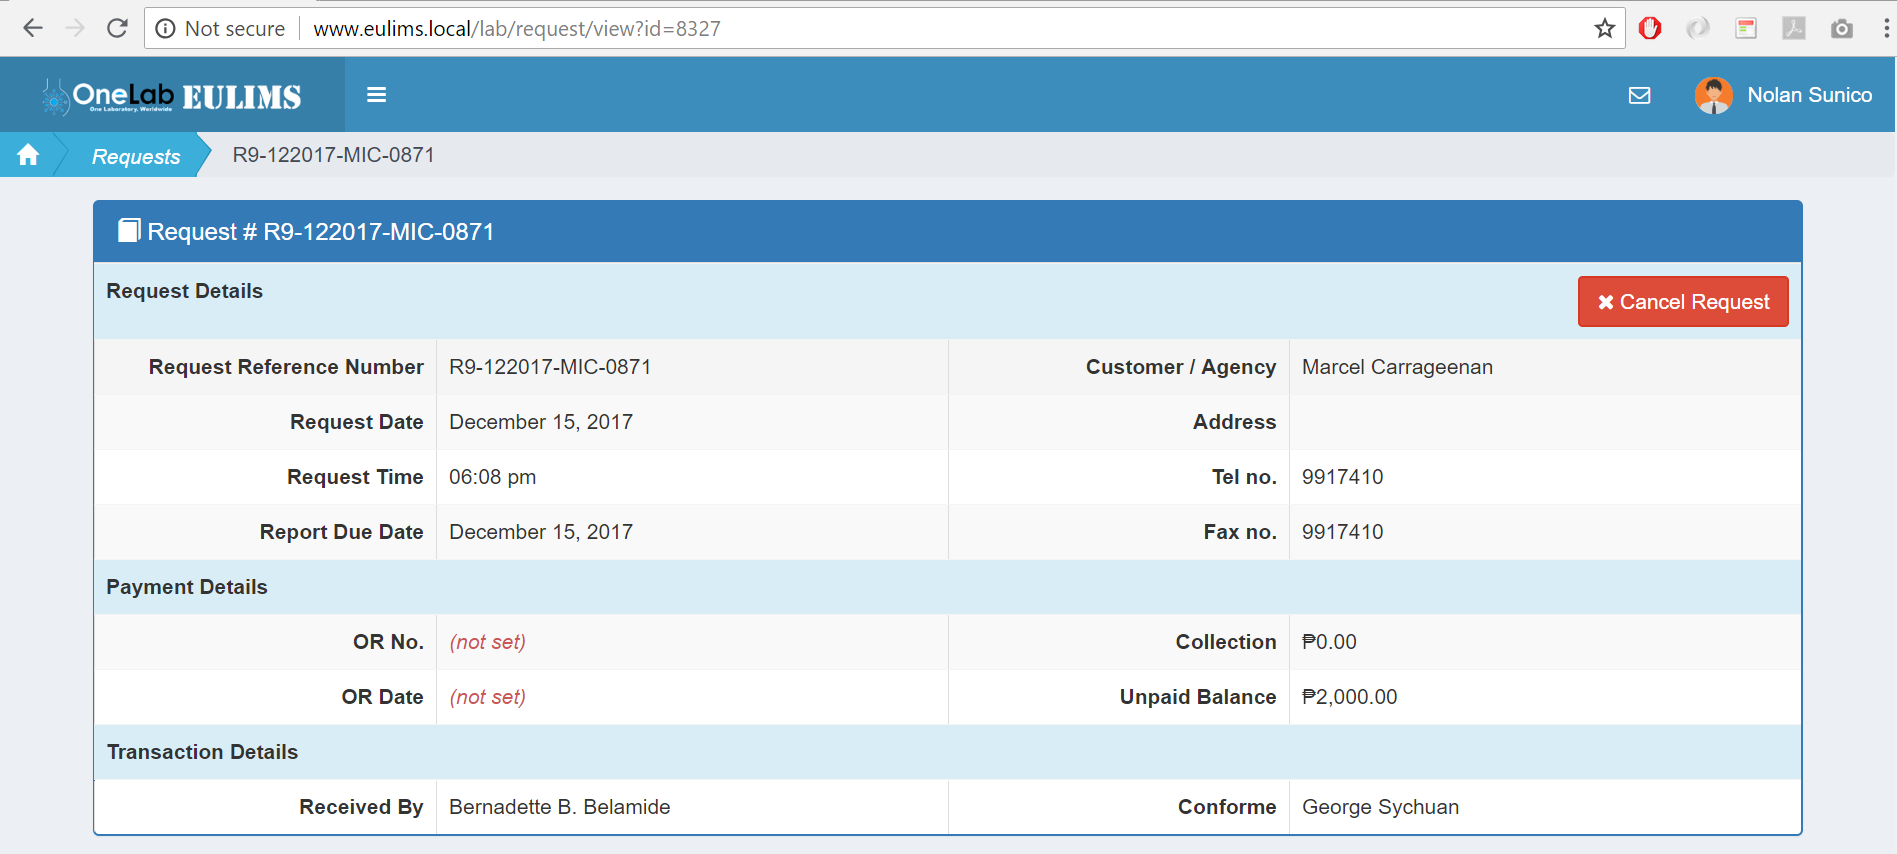 Not secure www.eulims.local/lab/request/view?id=8327
OneLab EULIMS
One Laboratory, Worldwide
Nolan Sunico
Requests R9-122017-MIC-0871
Request # R9-122017-MIC-0871
Request Details
Cancel Request
Request Reference Number R9-122017-MIC-0871 Customer / Agency Marcel Carrageenan
Request Date December 15, 2017 Address
Request Time 06:08 pm Tel no. 9917410
Report Due Date December 15, 2017 Fax no. 9917410
Payment Details
OR No. (not set) Collection ₱0.00
OR Date (not set) Unpaid Balance ₱2,000.00
Transaction Details
Received By Bernadette B. Belamide Conforme George Sychuan